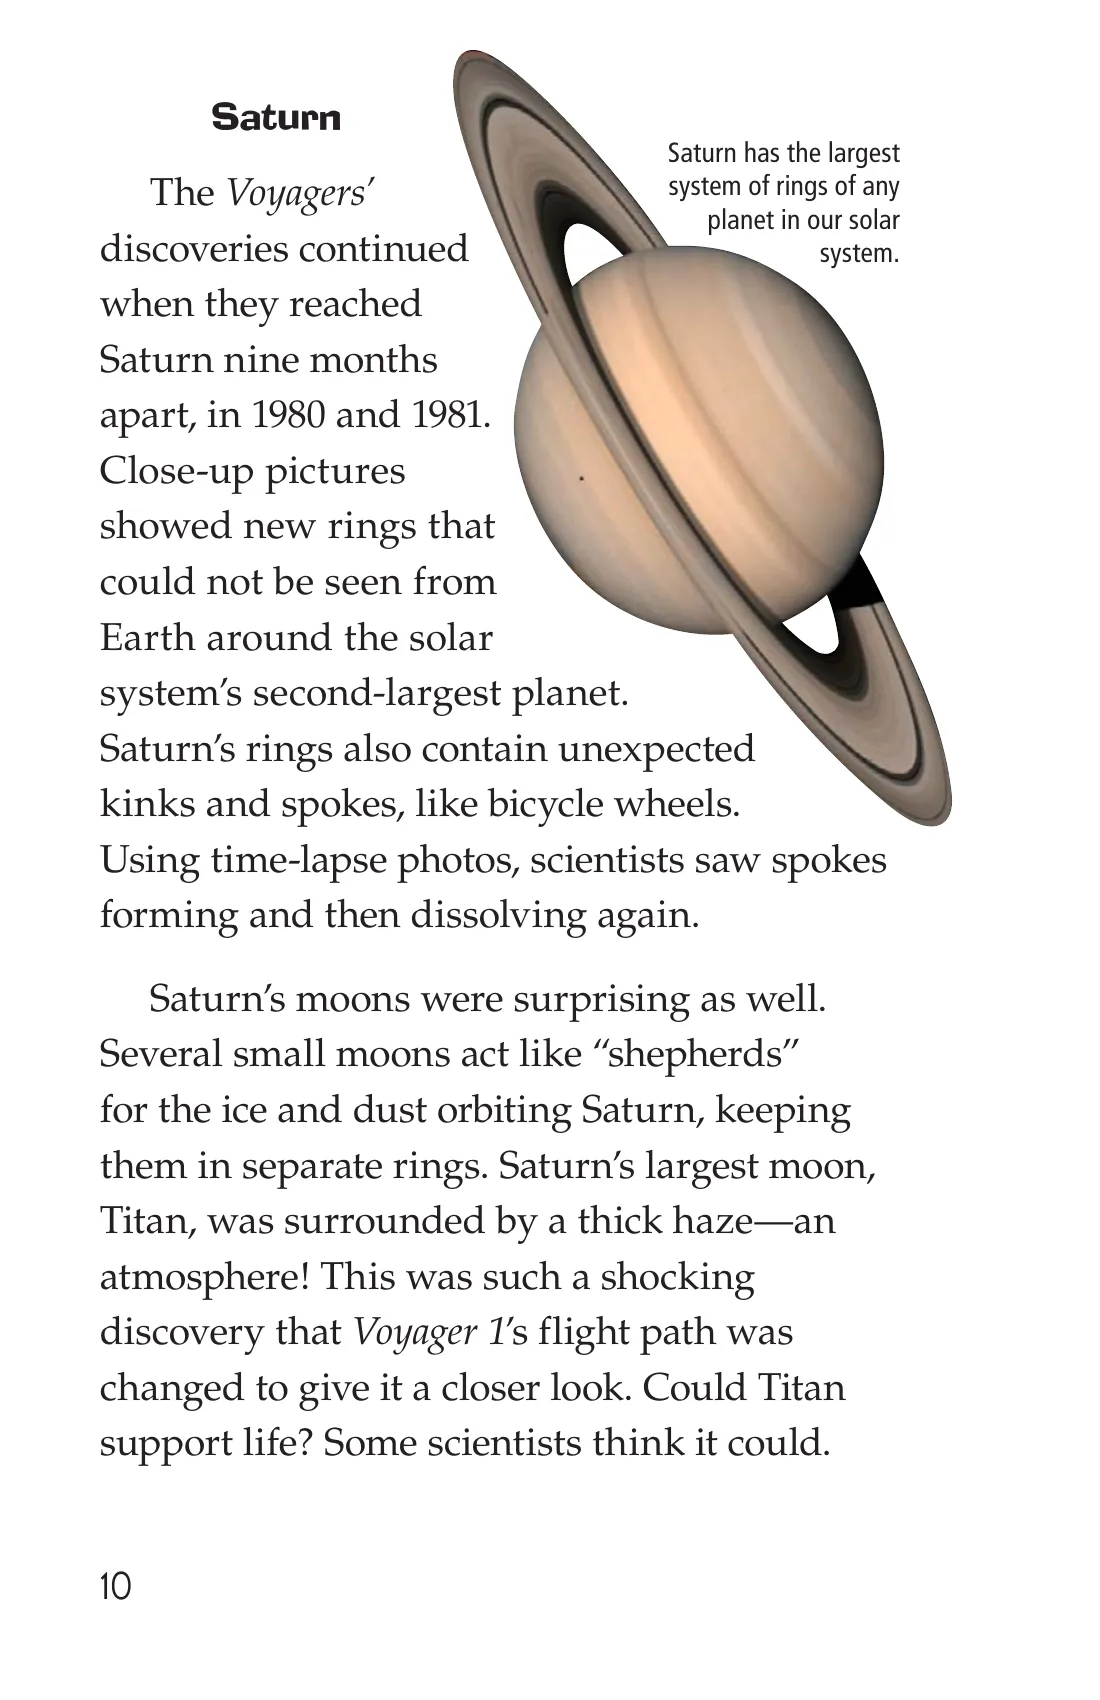 Saturn
Saturn has the largest
system of rings of any
planet in our solar
system.
The Voyagers’
discoveries continued
when they reached
Saturn nine months
apart, in 1980 and 1981.
Close-up pictures
showed new rings that
could not be seen from
Earth around the solar
system’s second-largest planet.
Saturn’s rings also contain unexpected
kinks and spokes, like bicycle wheels.
Using time-lapse photos, scientists saw spokes
forming and then dissolving again.
Saturn’s moons were surprising as well.
Several small moons act like “shepherds”
for the ice and dust orbiting Saturn, keeping
them in separate rings. Saturn’s largest moon,
Titan, was surrounded by a thick haze—an
atmosphere! This was such a shocking
discovery that Voyager 1’s flight path was
changed to give it a closer look. Could Titan
support life? Some scientists think it could.
10